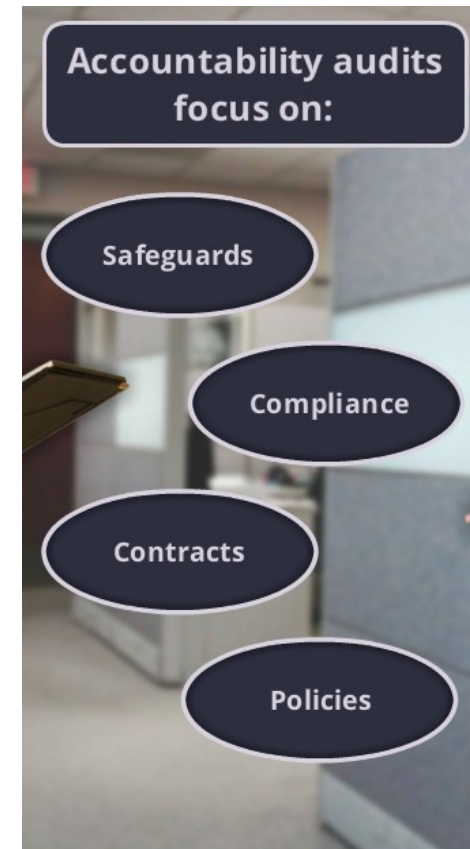 Accountability audits
focus on:
Safeguards
Compliance
Contracts
Policies